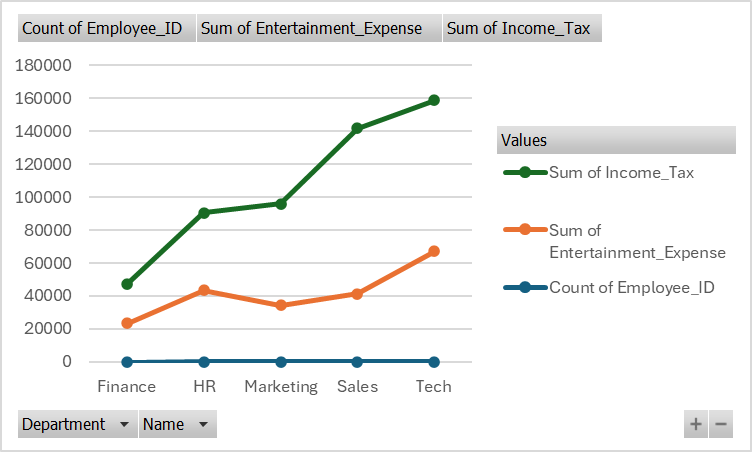 Count of Employee_ID Sum of Entertainment_Expense Sum of Income_Tax
180000
160000
140000
120000
100000
80000
60000
40000
20000
0
Finance HR Marketing Sales Tech
Values
Sum of Income_Tax
Sum of
Entertainment_Expense
Count of Employee_ID
Department Name
+ −